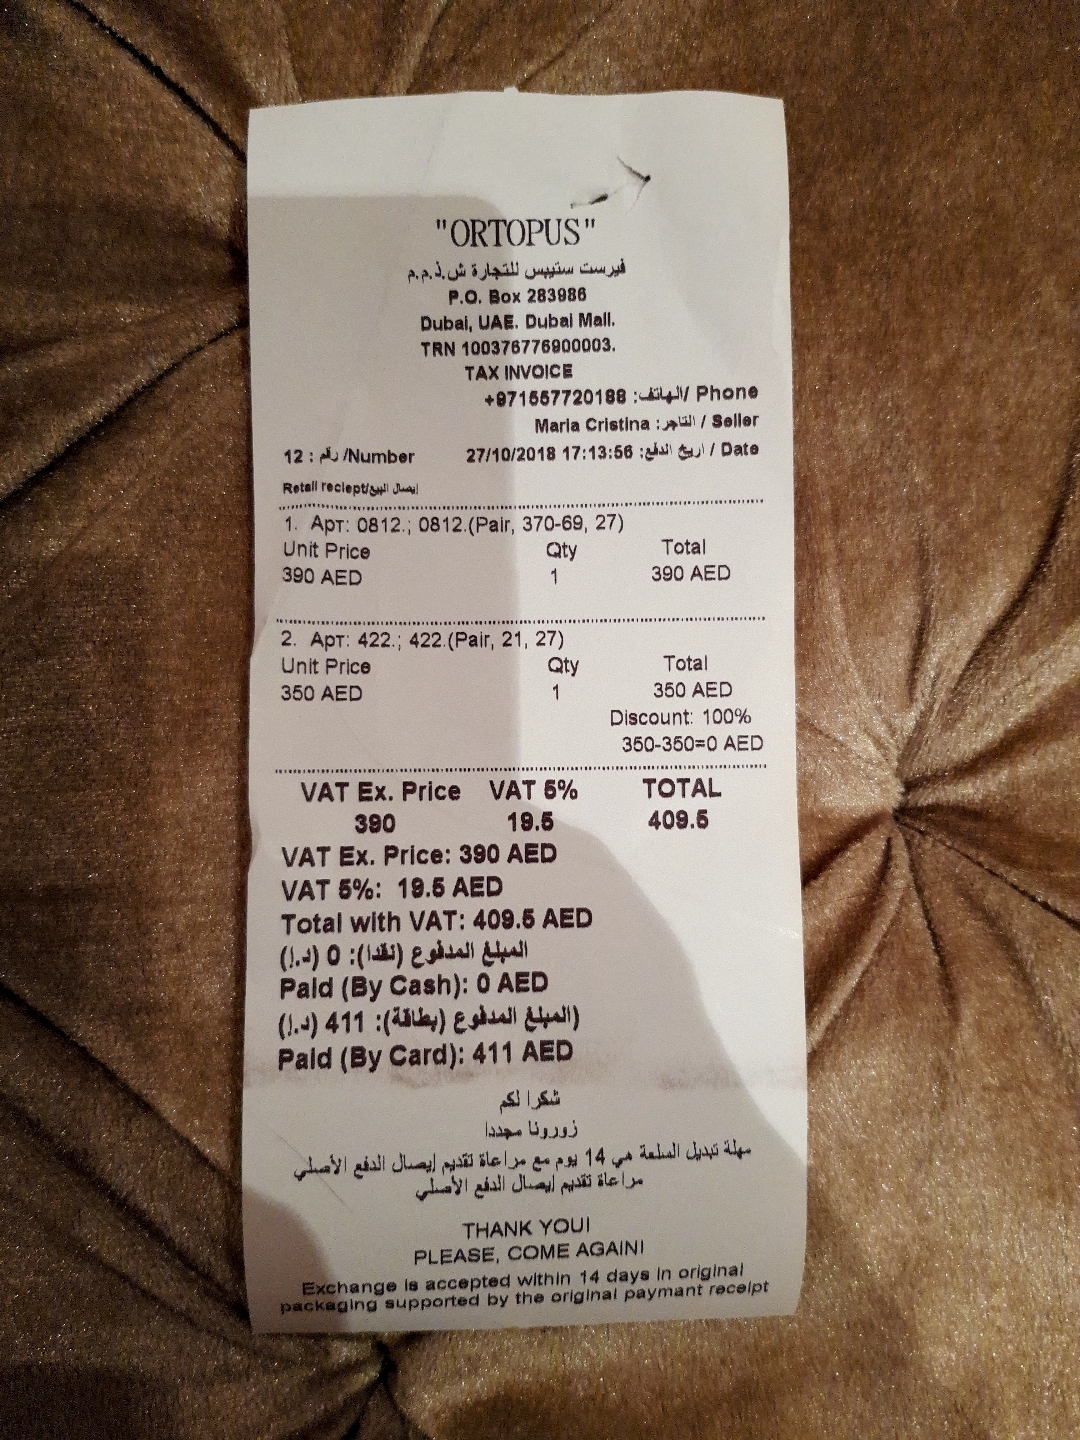 "ORTOPUS"
فيرست ستيبس للتجارة ش.ذ.م.م
P.O. Box 283986
Dubai, UAE. Dubai Mall.
TRN 100376776900003.
TAX INVOICE
+971557720188 :الهاتف/ Phone
Maria Cristina :التاجر / Seller
12 : رقم /Number 27/10/2018 17:13:56 :اريخ الدفع / Date
Retail reciept/إيصال البيع
1. Арт: 0812.; 0812.(Pair, 370-69, 27)
Unit Price Qty Total
390 AED 1 390 AED
2. Арт: 422.; 422.(Pair, 21, 27)
Unit Price Qty Total
350 AED 1 350 AED
Discount: 100%
350-350=0 AED
VAT Ex. Price VAT 5% TOTAL
390 19.5 409.5
VAT Ex. Price: 390 AED
VAT 5%: 19.5 AED
Total with VAT: 409.5 AED
المبلغ المدفوع (نقدا): 0 (د.إ)
Paid (By Cash): 0 AED
(المبلغ المدفوع (بطاقة): 411 (د.إ)
Paid (By Card): 411 AED
شكرا لكم
زورونا مجددا
مهلة تبديل السلعة هي 14 يوم مع مراعاة تقديم إيصال الدفع الأصلي
مراعاة تقديم إيصال الدفع الأصلي
THANK YOU!
PLEASE, COME AGAIN!
Exchange is accepted within 14 days in original
packaging supported by the original paymant receipt